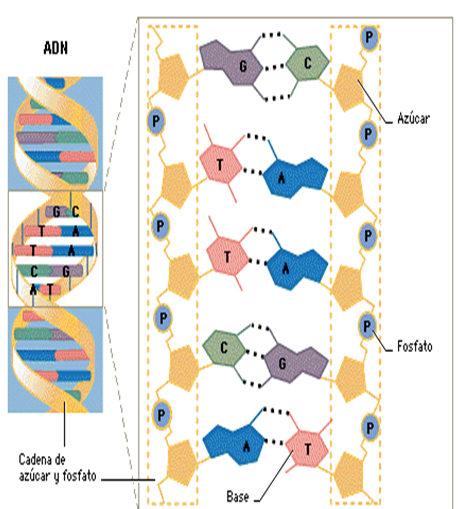 ADN
G C
T A
T A
C G
A T
Cadena de
azúcar y fosfato
P
G C
Azúcar
P P
T A
P P
T A
P P
C G
Fosfato
P P
A T
Base